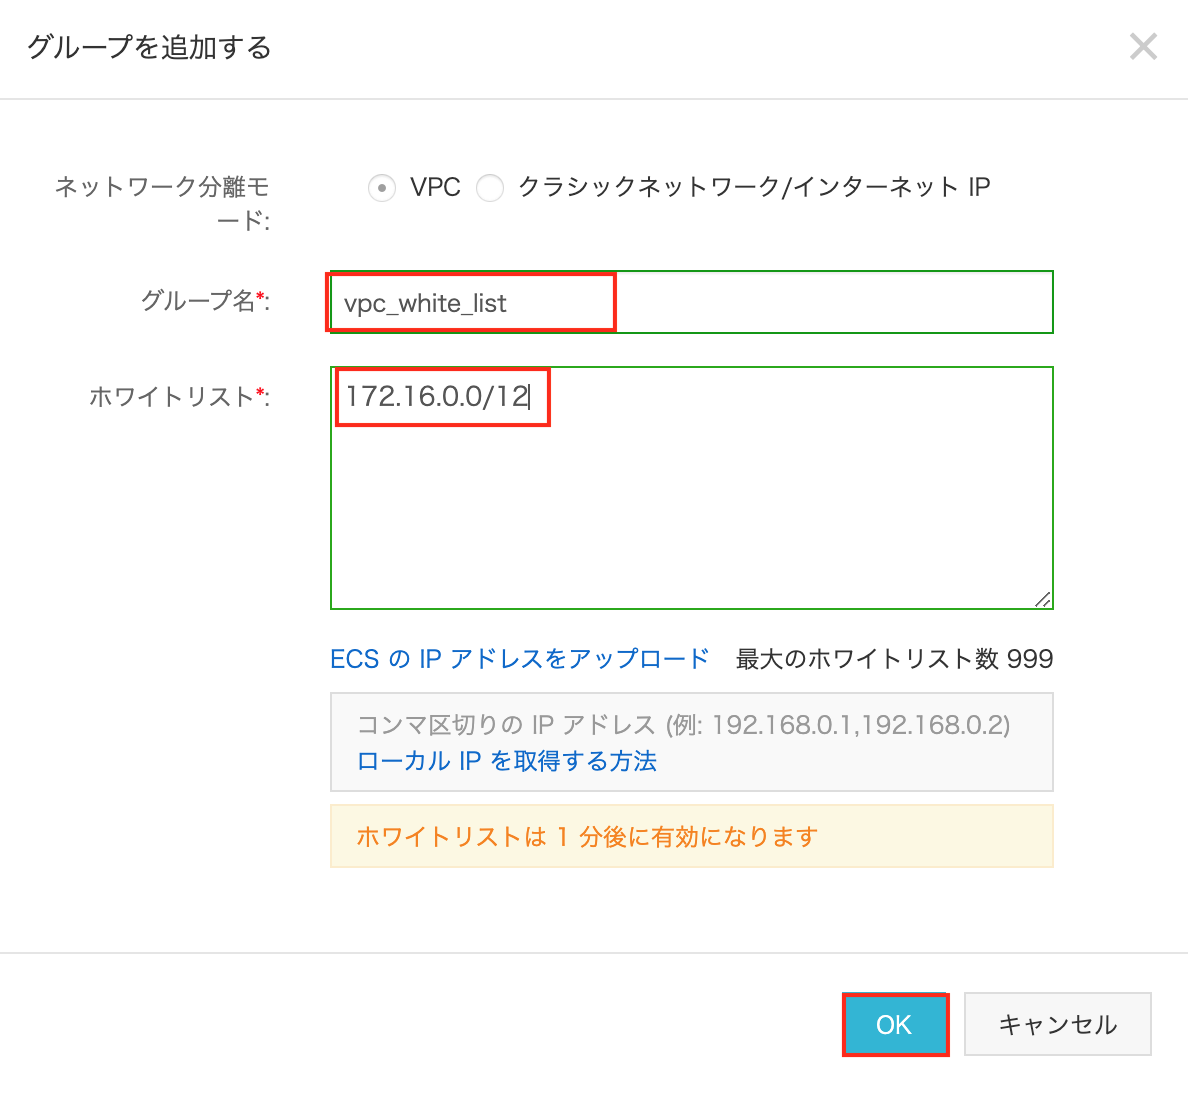 グループを追加する
ネットワーク分離モ
ード:
VPC
クラシックネットワーク/インターネット IP
グループ名*:
vpc_white_list
ホワイトリスト*:
172.16.0.0/12
ECS の IP アドレスをアップロード
最大のホワイトリスト数 999
コンマ区切りの IP アドレス (例: 192.168.0.1,192.168.0.2)
ローカル IP を取得する方法
ホワイトリストは 1 分後に有効になります
OK
キャンセル